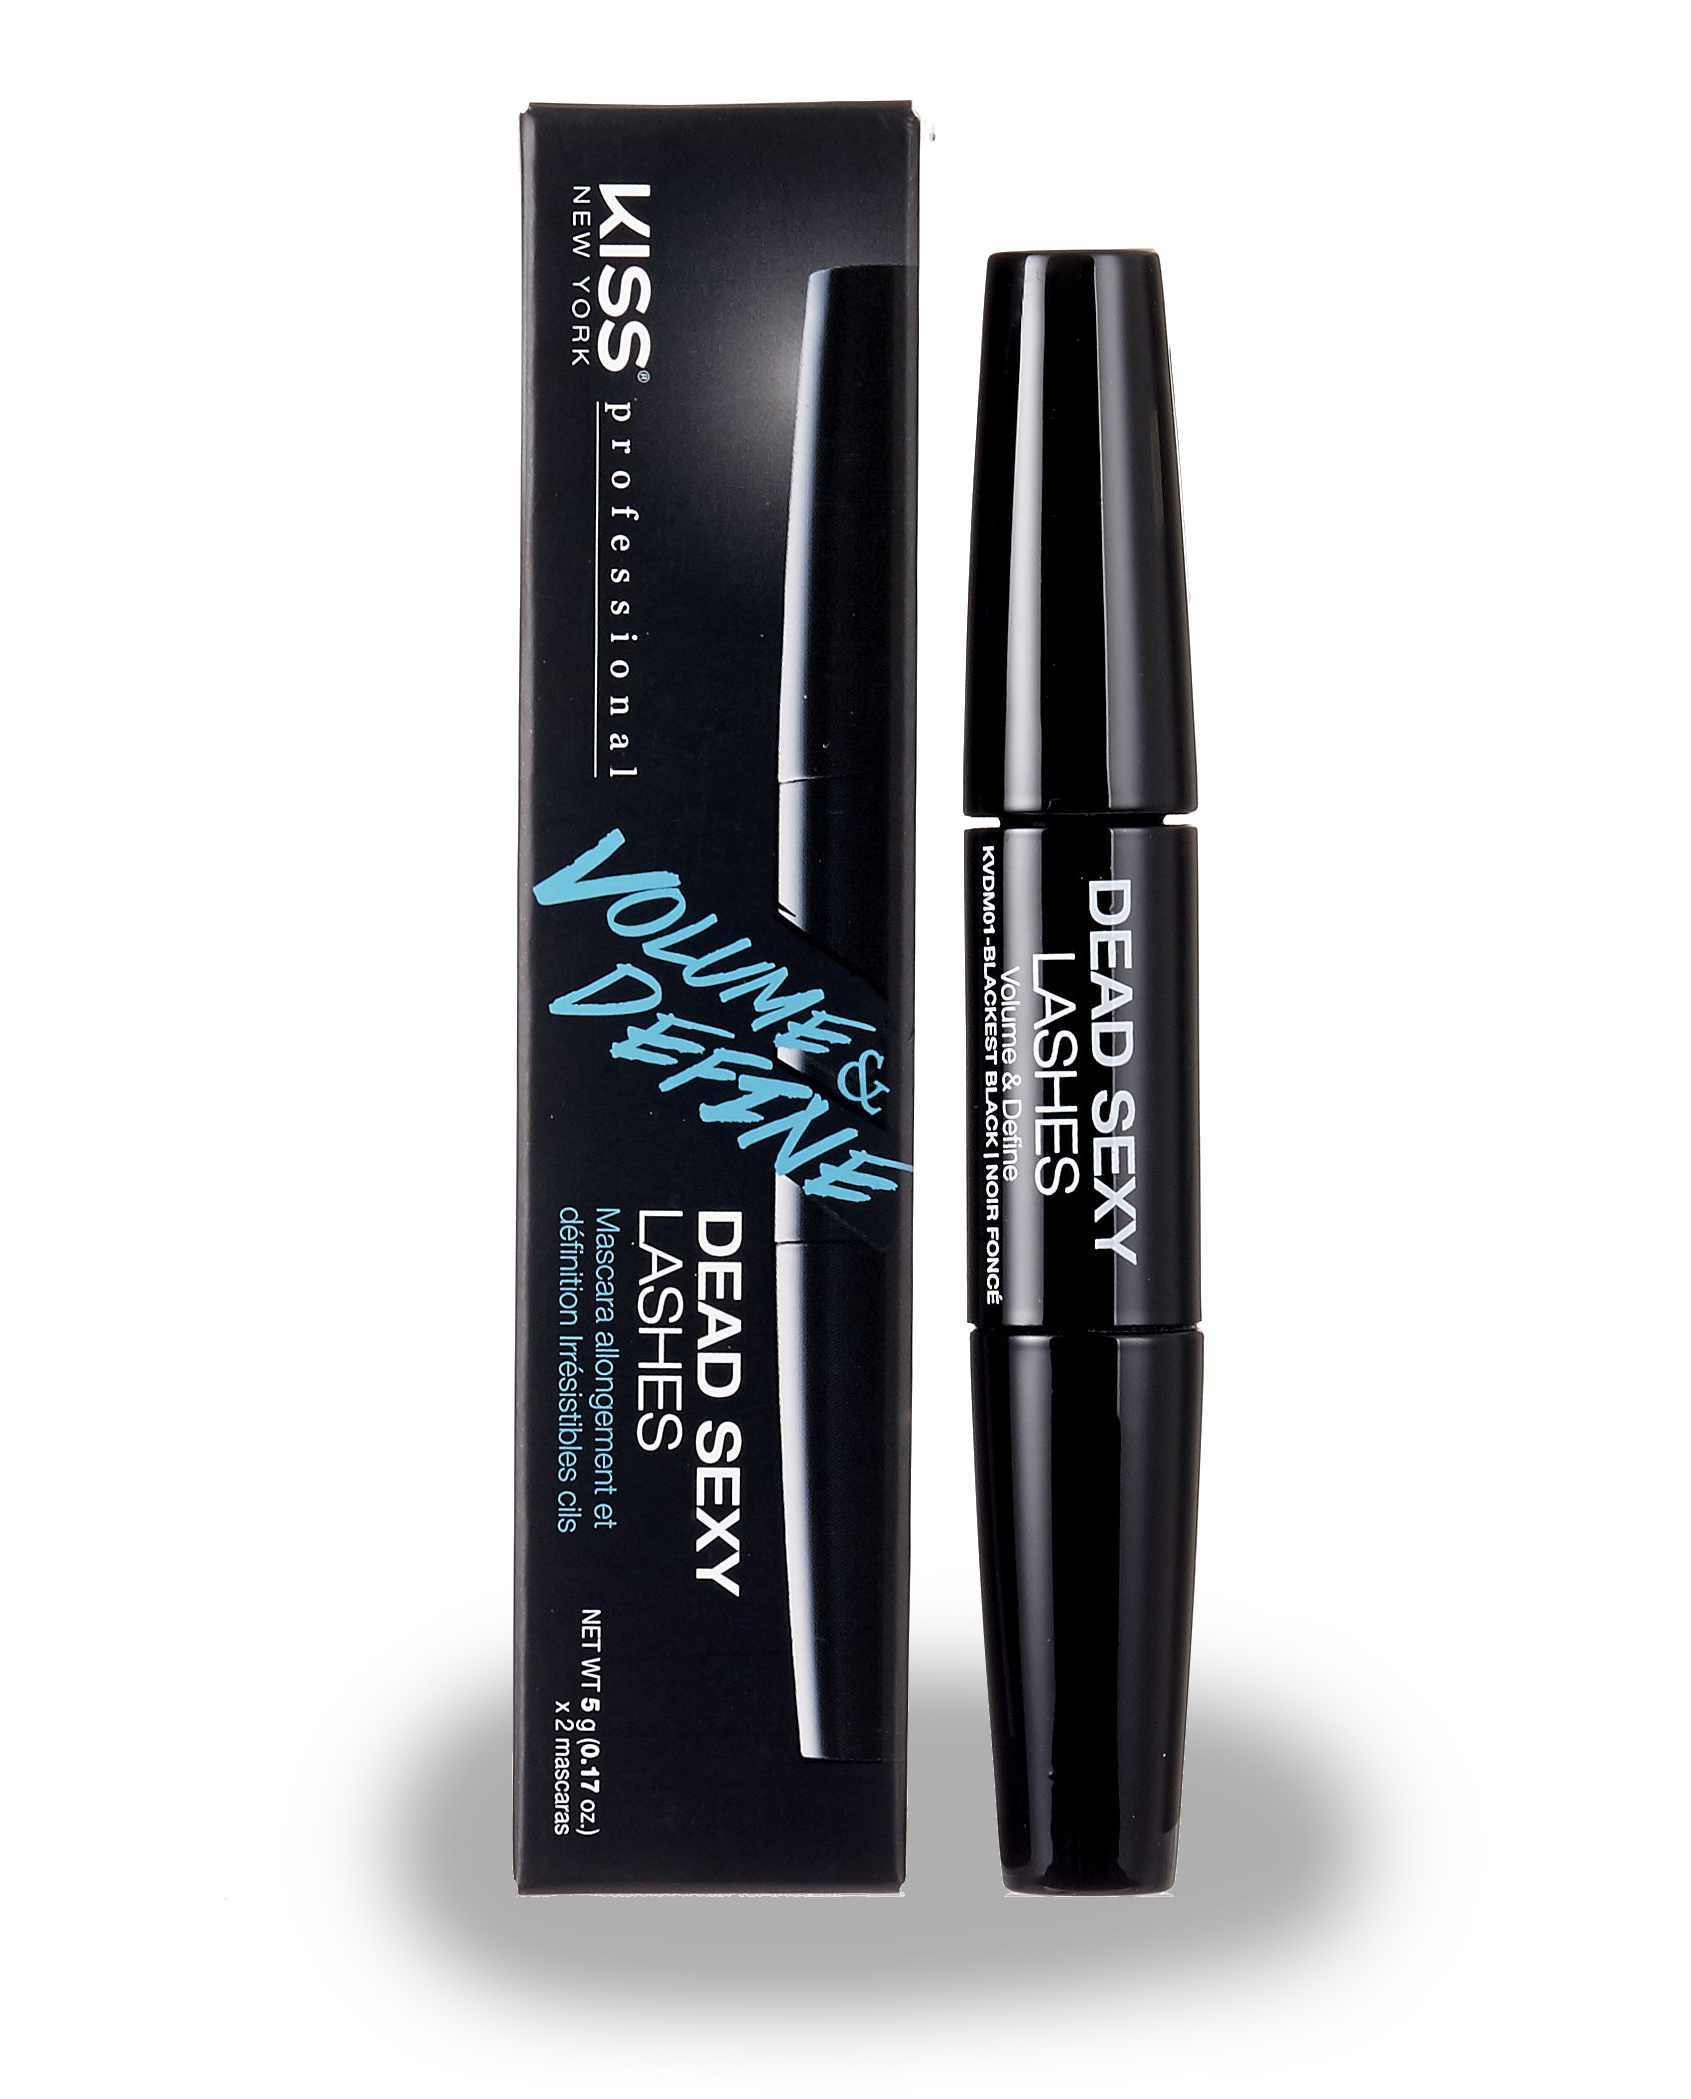 KISS®
NEW YORK
professional
VOLUME &
DEFINE
DEAD SEXY
LASHES
Mascara allongement et
définition Irrésistibles cils
NET WT 5 g (0.17 oz.)
x 2 mascaras
DEAD SEXY
LASHES
Volume & Define
KVDM01-BLACKEST BLACK | NOIR FONCÉ